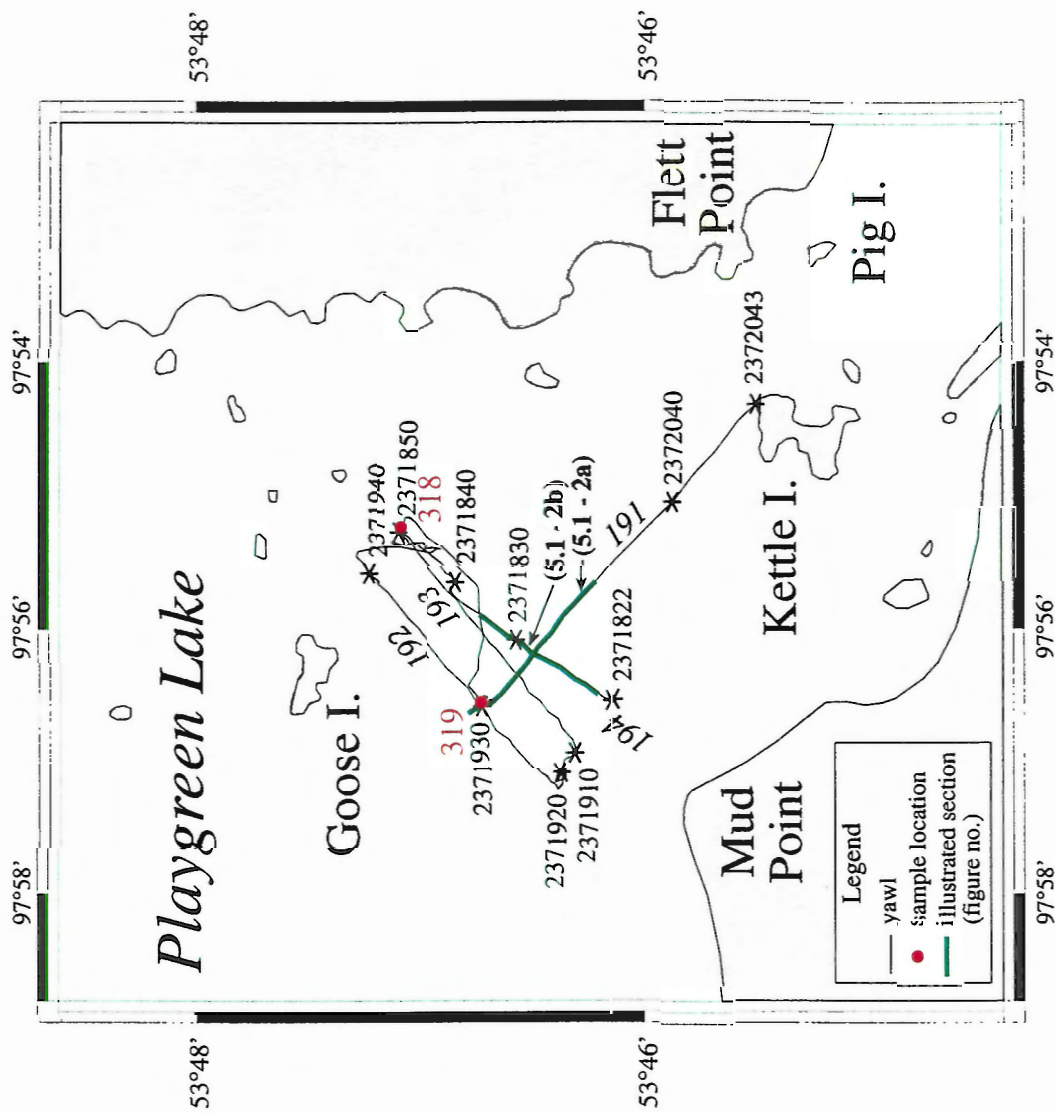 97°58'
97°56'
97°54'
53°48'
53°48'
Playgreen Lake
Goose I.
2371940
2371850
318
192
193
2371840
319
2371930
2371830
(5.1 - 2b)
(5.1 - 2a)
2371920
2371910
194
2371822
191
2372040
2372043
53°46'
53°46'
Flett
Point
Mud
Point
Kettle I.
Pig I.
Legend
yawl
sample location
illustrated section
(figure no.)
97°58'
97°56'
97°54'